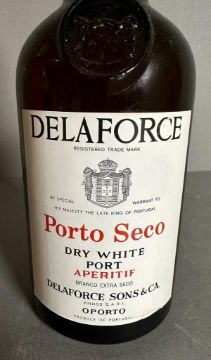 DELAFORCE
REGISTERED TRADE MARK
BY SPECIAL WARRANT TO
HIS MAJESTY THE LATE KING OF PORTUGAL
Porto Seco
DRY WHITE
PORT
APERITIF
BRANCO EXTRA SECO
DELAFORCE SONS & CA.
VINHOS S.A.R.L.
OPORTO
PRODUCE OF PORTUGAL